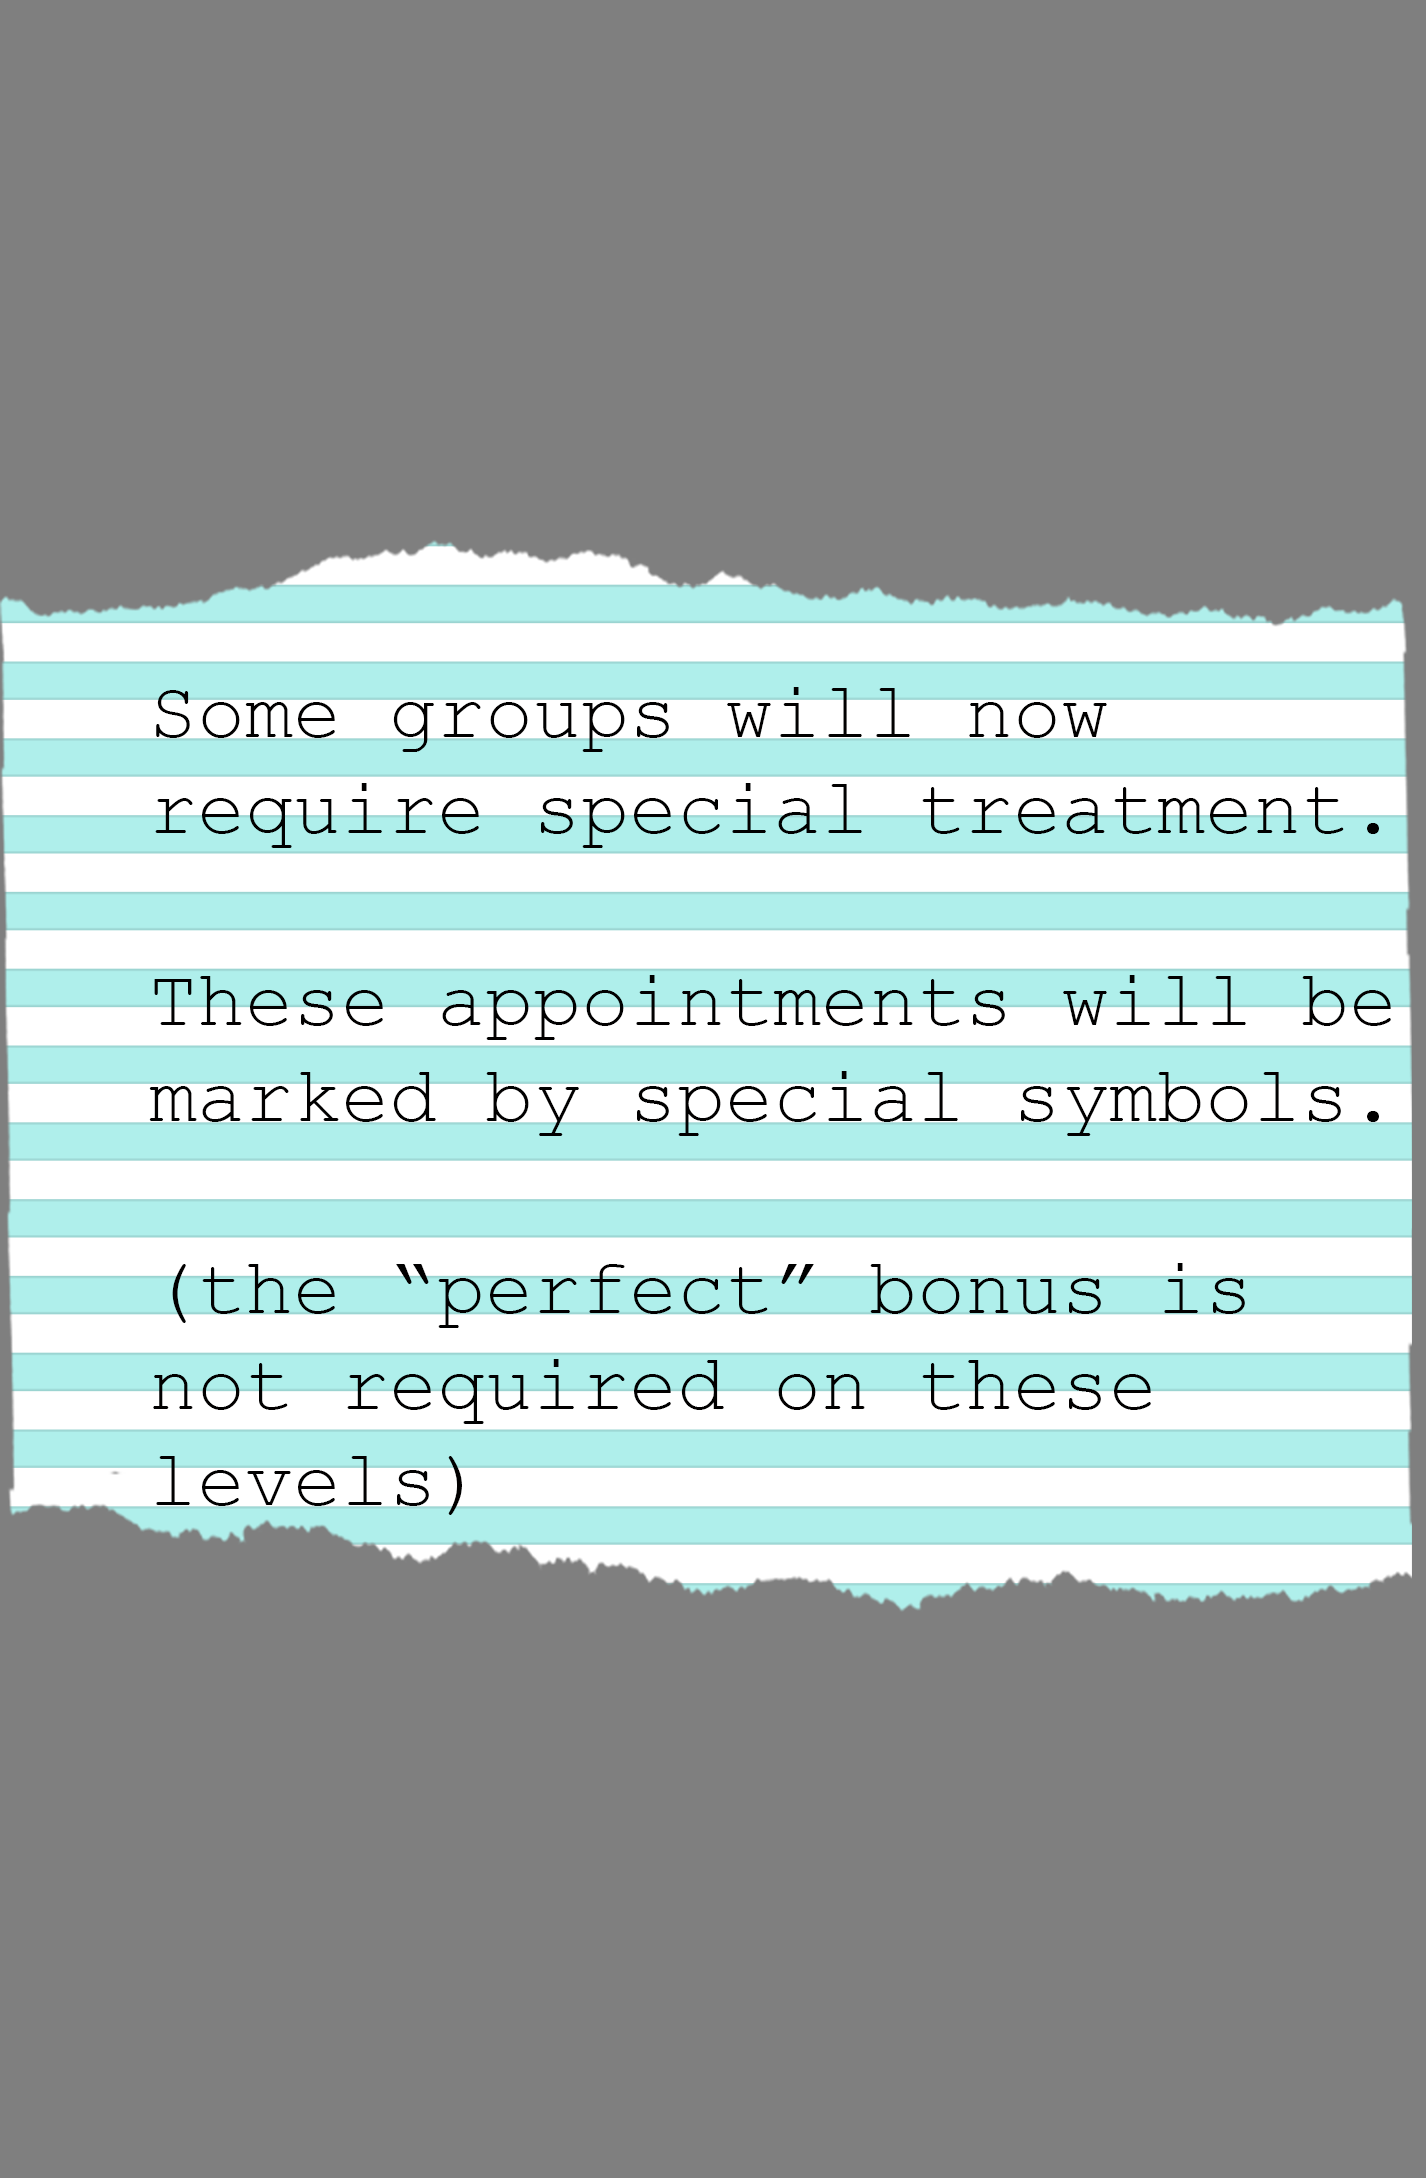 Some groups will now
require special treatment.
These appointments will be
marked by special symbols.
(the “perfect” bonus is
not required on these
levels)